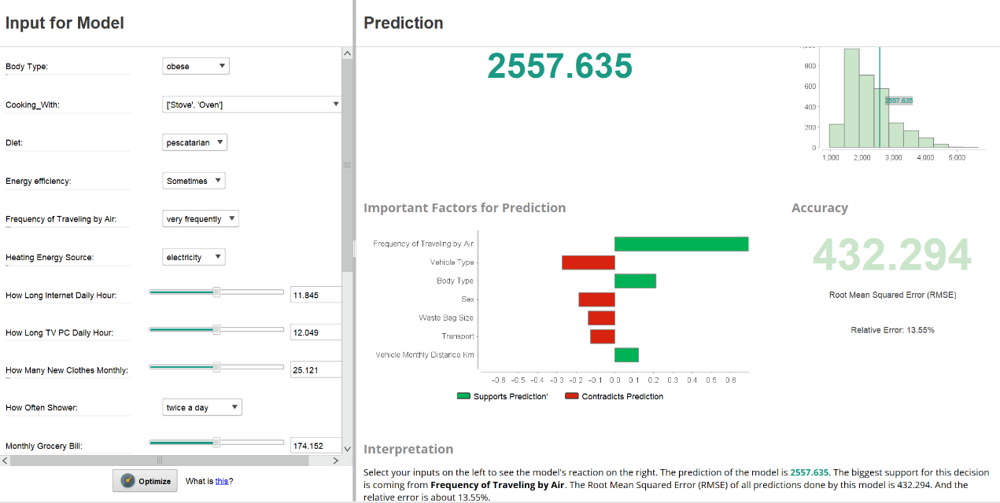 Input for Model
Body Type:
obese
Cooking_With:
['Stove', 'Oven']
Diet:
pescatarian
Energy efficiency:
Sometimes
Frequency of Traveling by Air:
very frequently
Heating Energy Source:
electricity
How Long Internet Daily Hour:
11.845
How Long TV PC Daily Hour:
12.049
How Many New Clothes Monthly:
25.121
How Often Shower:
twice a day
Monthly Grocery Bill:
174.152
Optimize
What is this?
Prediction
2557.635
800
600
400
200
0
2557.635
1,000 2,000 3,000 4,000 5,000
Important Factors for Prediction
Frequency of Traveling by Air
Vehicle Type
Body Type
Sex
Waste Bag Size
Transport
Vehicle Monthly Distance Km
-0.6 -0.5 -0.4 -0.3 -0.2 -0.1 0.0 0.1 0.2 0.3 0.4 0.5 0.6
Supports Prediction' Contradicts Prediction
Accuracy
432.294
Root Mean Squared Error (RMSE)
Relative Error: 13.55%
Interpretation
Select your inputs on the left to see the model's reaction on the right. The prediction of the model is 2557.635. The biggest support for this decision
is coming from Frequency of Traveling by Air. The Root Mean Squared Error (RMSE) of all predictions done by this model is 432.294. And the
relative error is about 13.55%.